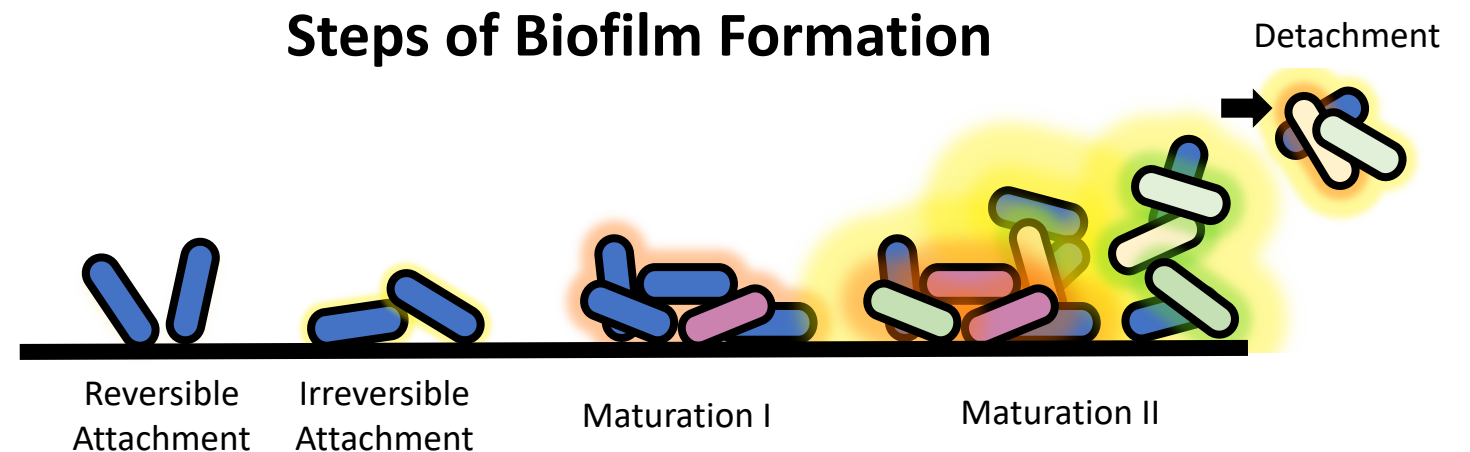 Steps of Biofilm Formation
Detachment
Reversible
Attachment
Irreversible
Attachment
Maturation I
Maturation II